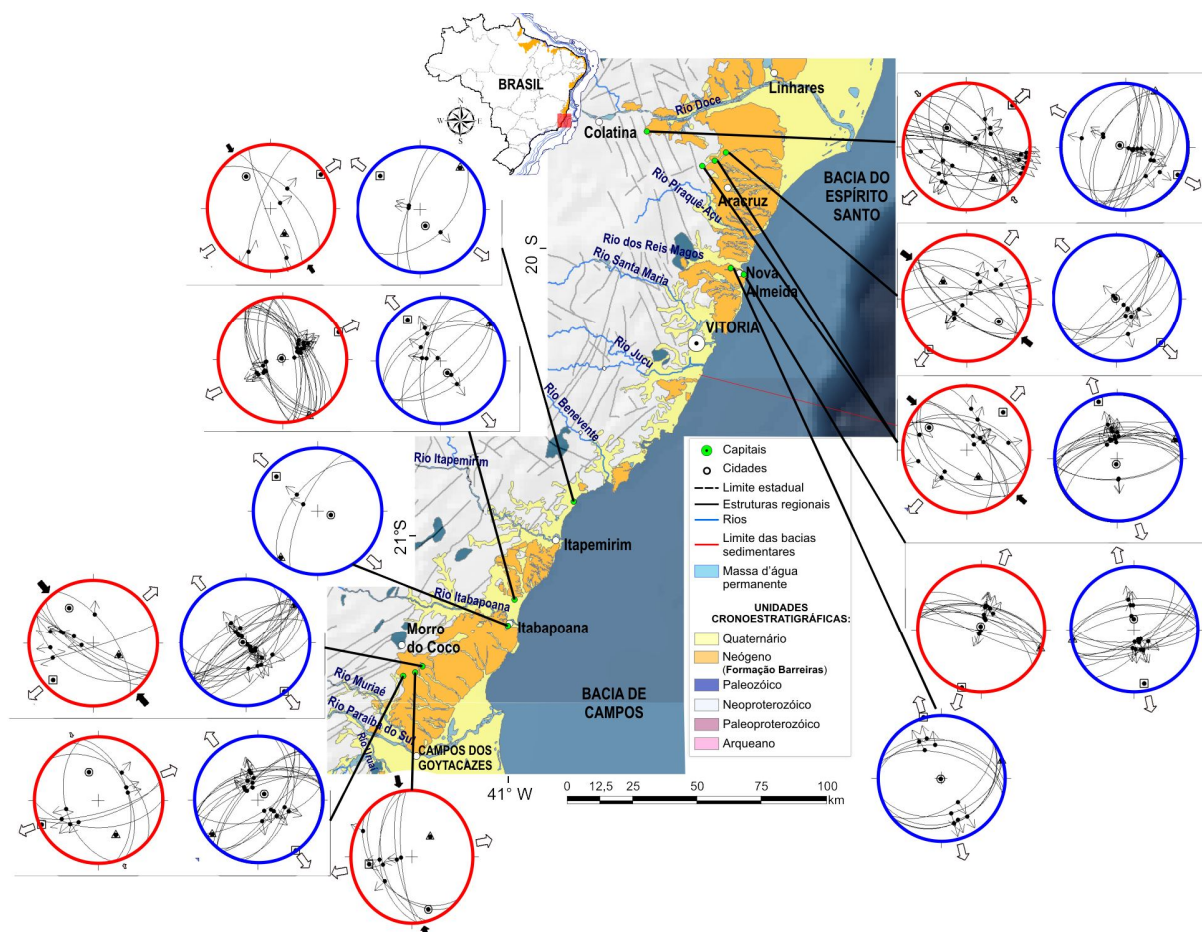 BRASIL
N
W
E
S
Linhares
Rio Doce
Colatina
BACIA DO
ESPÍRITO
SANTO
Rio Piraquê-Açu
Aracruz
Rio dos Reis Magos
20 S
Rio Santa Maria
Nova
Almeida
VITÓRIA
Rio Jucu
Rio Benevente
Rio Itapemirim
21°S
Itapemirim
Rio Itabapoana
Itabapoana
Morro
do Coco
Rio Muriaé
Rio Paraíba do Sul
Rio Ururaí
CAMPOS DOS
GOYTACÁZES
BACIA DE
CAMPOS
41° W
Capitais
Cidades
Limite estadual
Estruturas regionais
Rios
Limite das bacias
sedimentares
Massa d'água
permanente
UNIDADES
CRONOESTRATIGRÁFICAS:
Quaternário
Neógeno
(Formação Barreiras)
Paleozóico
Neoproterozóico
Paleoproterozóico
Arqueano
0 12,5 25 50 75 100
km